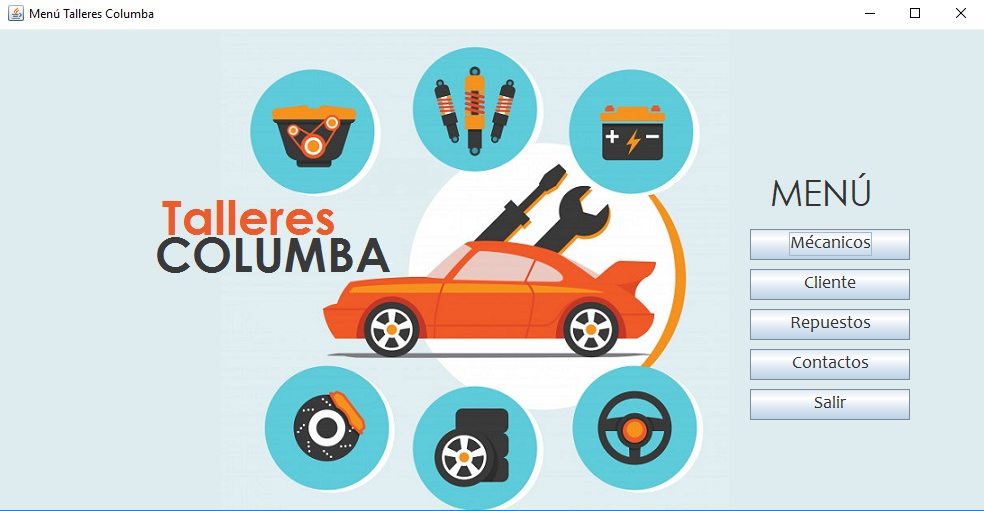 Menú Talleres Columba
Talleres
COLUMBA
MENÚ
Mécanicos
Cliente
Repuestos
Contactos
Salir